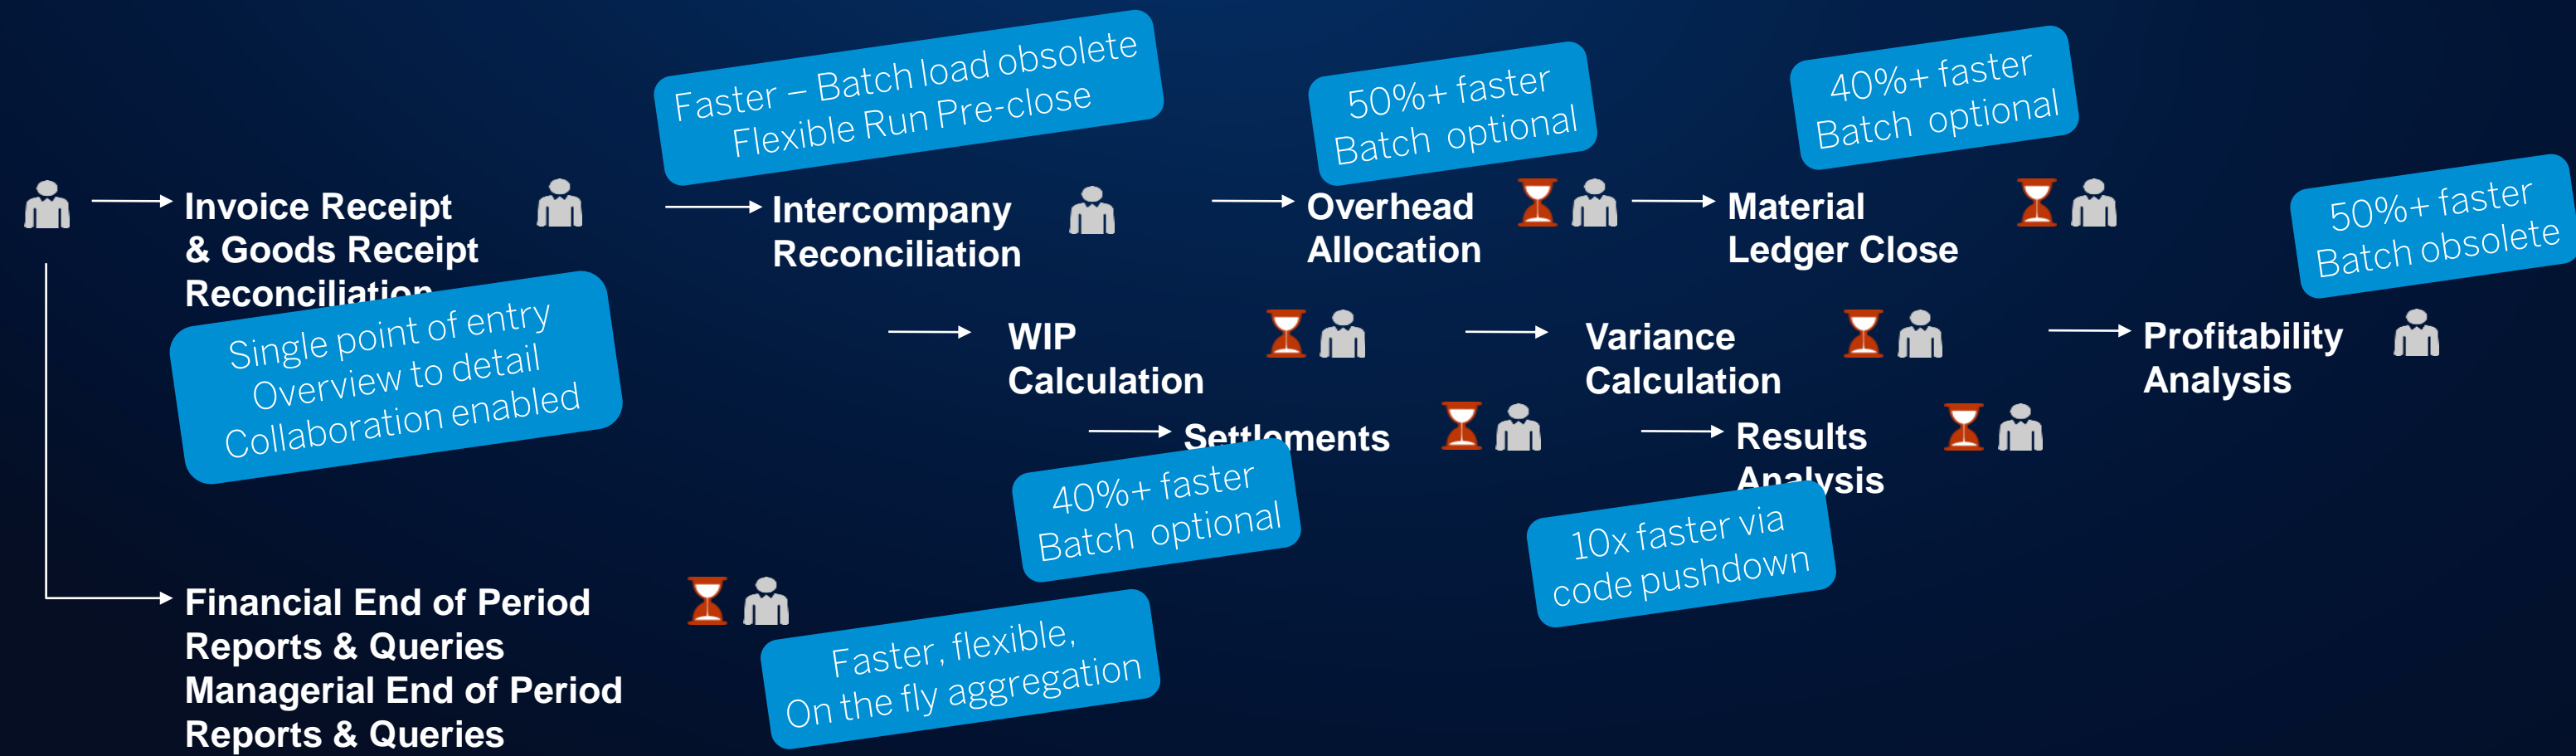 Faster – Batch load obsolete
Flexible Run Pre-close
50%+ faster
Batch optional
40%+ faster
Batch optional
Invoice Receipt
& Goods Receipt
Reconciliation
Intercompany
Reconciliation
Overhead
Allocation
Material
Ledger Close
50%+ faster
Batch obsolete
Single point of entry
Overview to detail
Collaboration enabled
WIP
Calculation
Variance
Calculation
Profitability
Analysis
Settlements
Results
Analysis
40%+ faster
Batch optional
10x faster via
code pushdown
Financial End of Period
Reports & Queries
Managerial End of Period
Reports & Queries
Faster, flexible,
On the fly aggregation